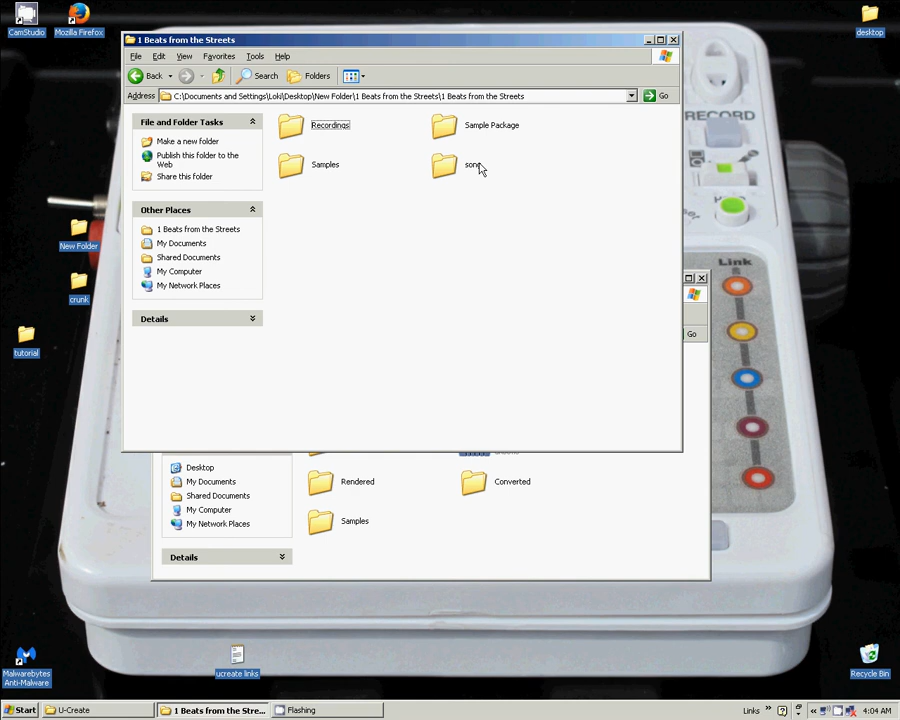 CamStudio
Mozilla Firefox
desktop
1 Beats from the Streets
File Edit View Favorites Tools Help
Back Search Folders
Address C:\Documents and Settings\Loki\Desktop\New Folder\1 Beats from the Streets\1 Beats from the Streets Go
File and Folder Tasks
Make a new folder
Publish this folder to the
Web
Share this folder
Other Places
1 Beats from the Streets
My Documents
Shared Documents
My Computer
My Network Places
Details
Recordings
Sample Package
Samples
RECORD
Link
New Folder
crunk
tutorial
Go
Desktop
My Documents
Shared Documents
My Computer
My Network Places
Details
Rendered
Converted
Samples
Malwarebytes
Anti-Malware
ucreate links
Recycle Bin
Start
U-Create
1 Beats from the Stre...
Flashing
Links » « 4:04 AM